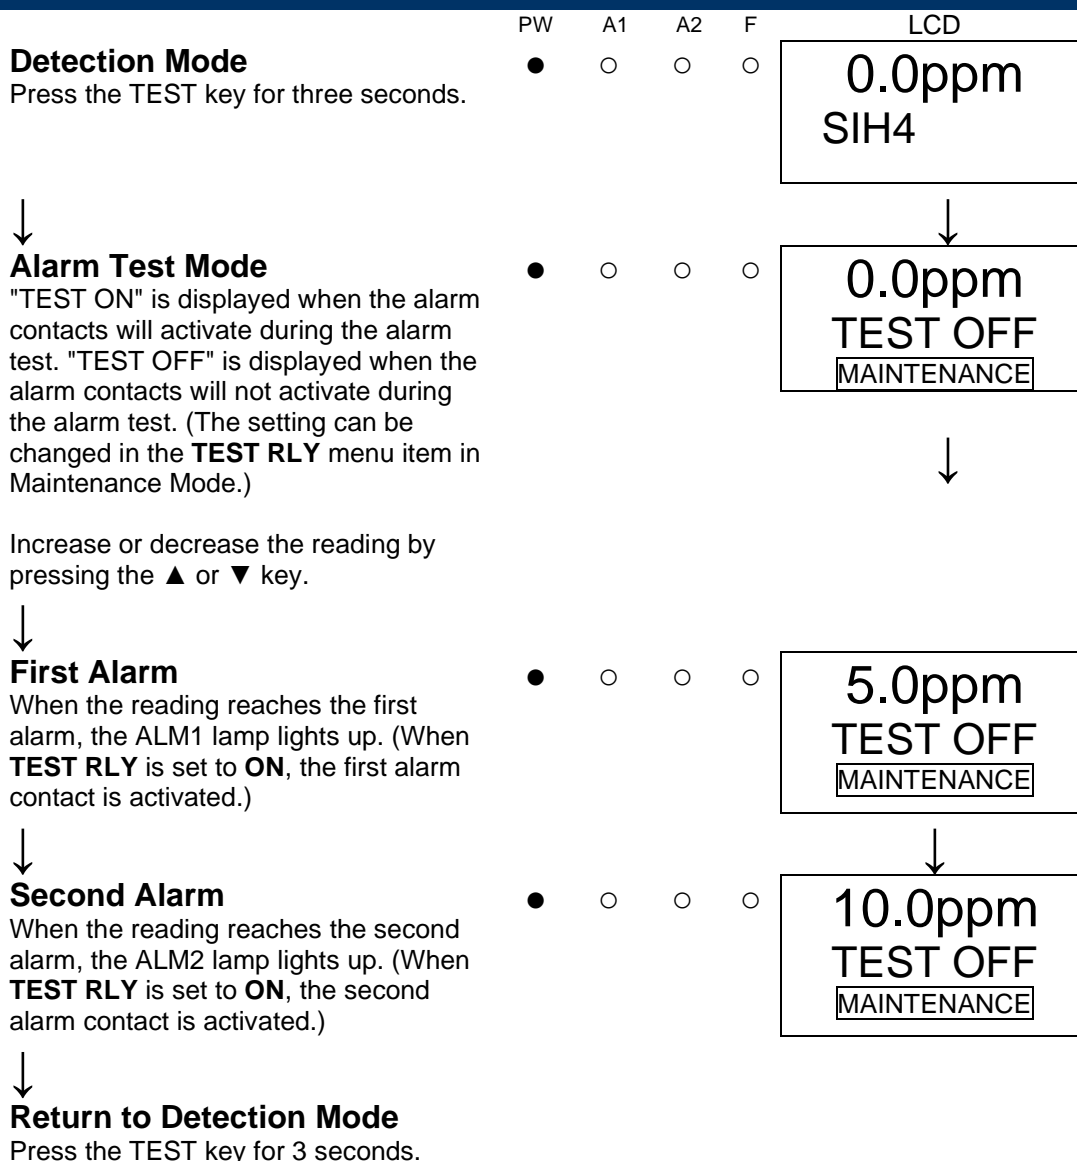 PW A1 A2 F LCD
Detection Mode ● ○ ○ ○ 0.0ppm
Press the TEST key for three seconds.
SIH4
↓ ↓
Alarm Test Mode ● ○ ○ ○ 0.0ppm
"TEST ON" is displayed when the alarm
contacts will activate during the alarm TEST OFF
test. "TEST OFF" is displayed when the
alarm contacts will not activate during MAINTENANCE
the alarm test. (The setting can be
changed in the TEST RLY menu item in ↓
Maintenance Mode.)
Increase or decrease the reading by
pressing the ▲ or ▼ key.
↓
First Alarm ● ○ ○ ○ 5.0ppm
When the reading reaches the first
alarm, the ALM1 lamp lights up. (When TEST OFF
TEST RLY is set to ON, the first alarm MAINTENANCE
contact is activated.)
↓ ↓
Second Alarm ● ○ ○ ○ 10.0ppm
When the reading reaches the second
alarm, the ALM2 lamp lights up. (When TEST OFF
TEST RLY is set to ON, the second MAINTENANCE
alarm contact is activated.)
↓
Return to Detection Mode
Press the TEST key for 3 seconds.